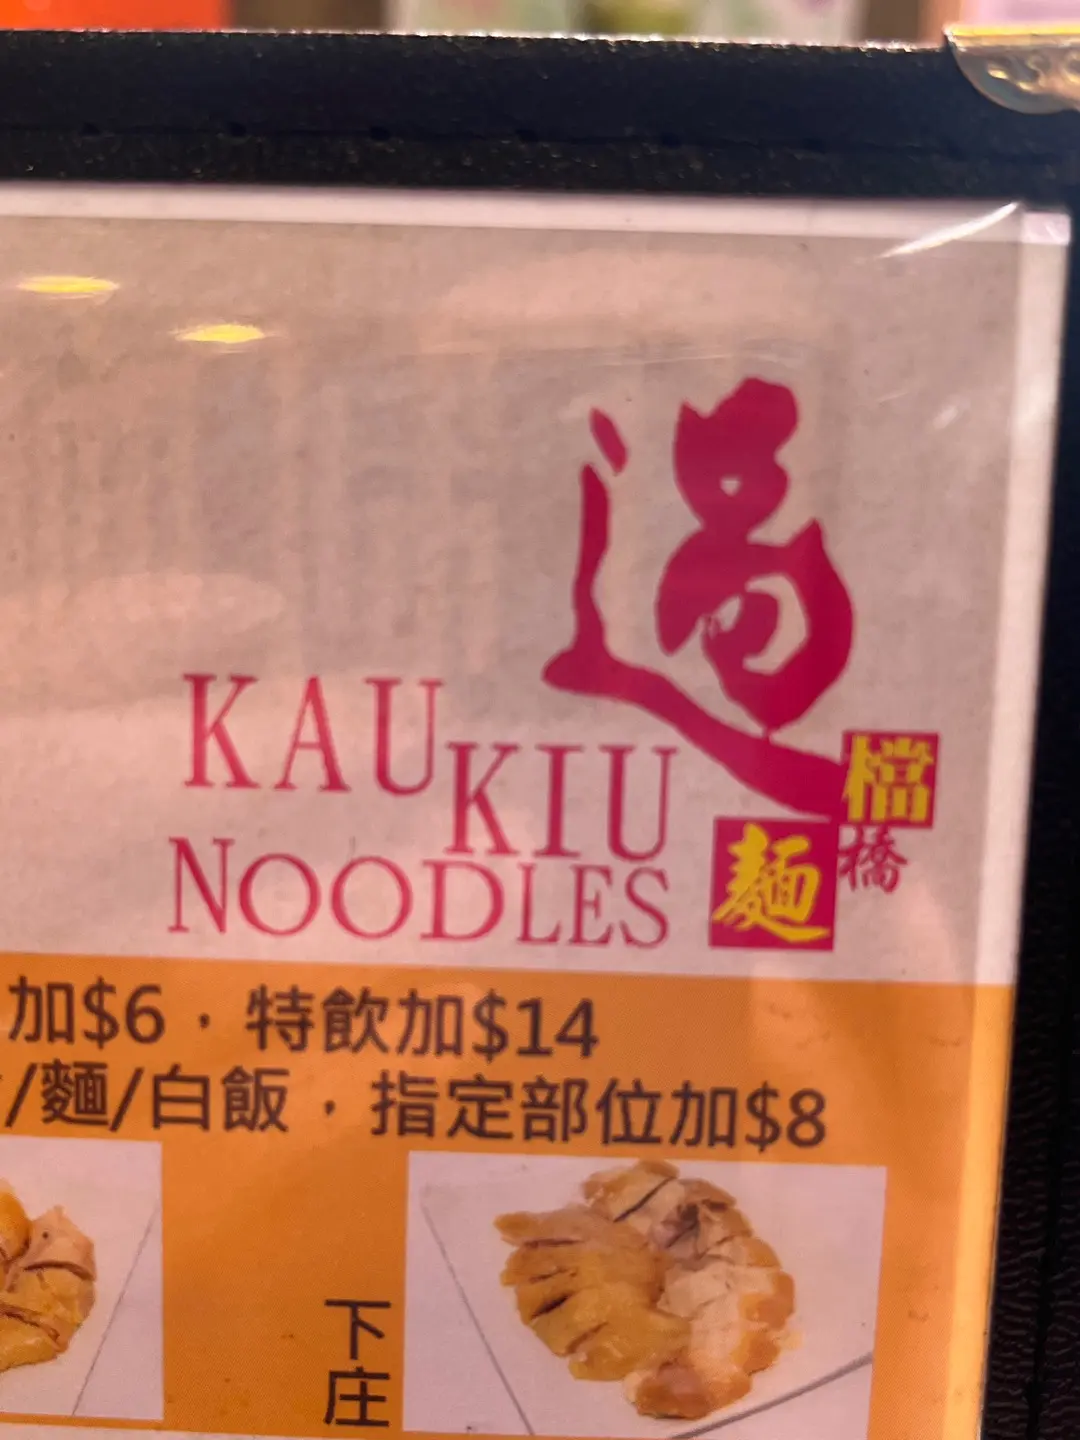 過
橋
麵
檔
KAU
KIU
NOODLES
加$6，特飲加$14
/麵/白飯，指定部位加$8
下庄